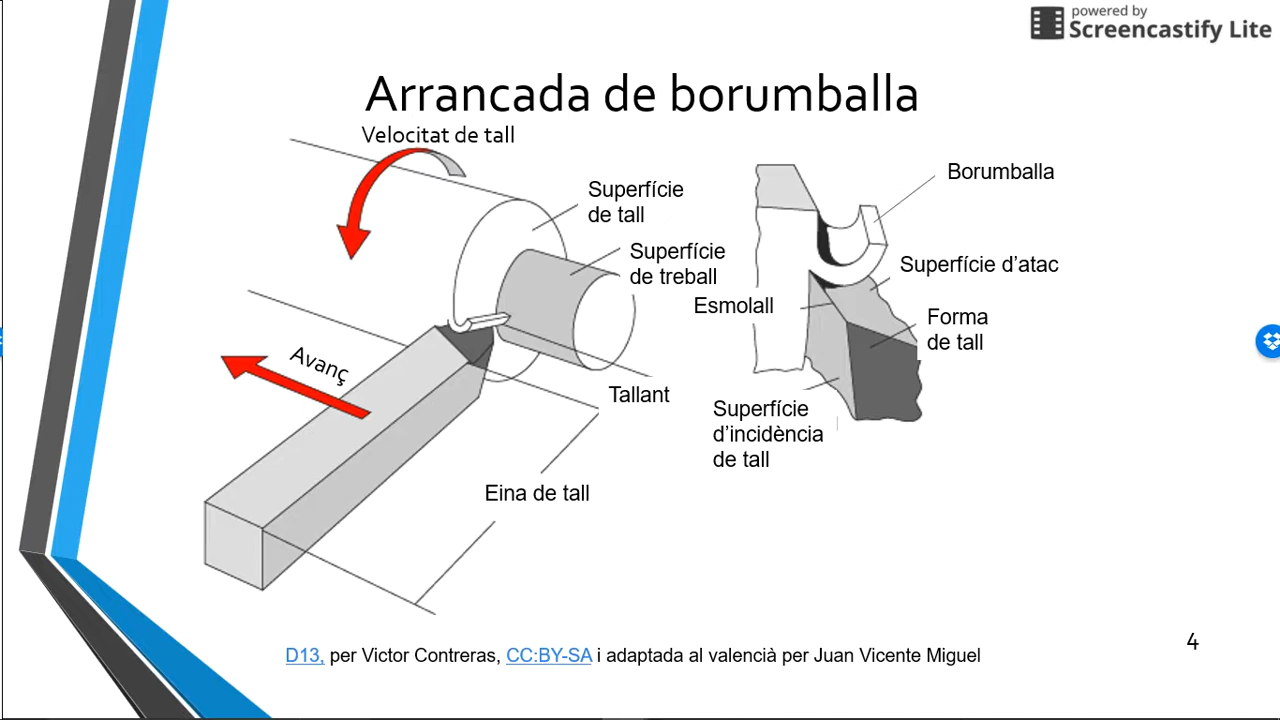 powered by
Screencastify Lite
Arrancada de borumballa
Velocitat de tall
Superfície
de tall
Superfície
de treball
Avanç
Tallant
Eina de tall
Borumballa
Superfície d’atac
Esmolall
Forma
de tall
Superfície
d’incidència
de tall
D13, per Victor Contreras, CC:BY-SA i adaptada al valencià per Juan Vicente Miguel
4